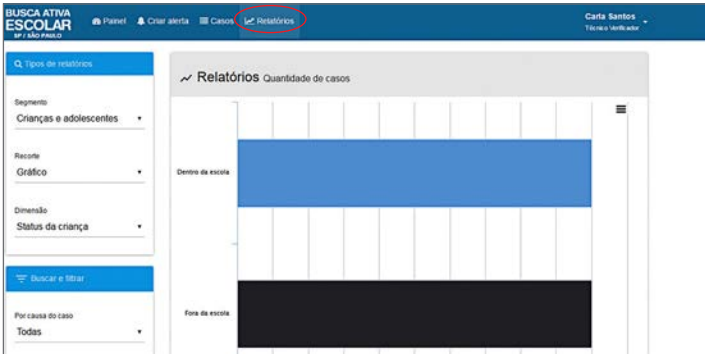 BUSCA ATIVA
ESCOLAR
SP / SÃO PAULO
Painel Criar alerta Casos Relatórios
Carla Santos
Técnico Verificador
Tipos de relatórios
Segmento
Crianças e adolescentes
Recorte
Gráfico
Dimensão
Status da criança
Buscar e filtrar
Por causa do caso
Todas
Relatórios Quantidade de casos
Dentro da escola
Fora da escola